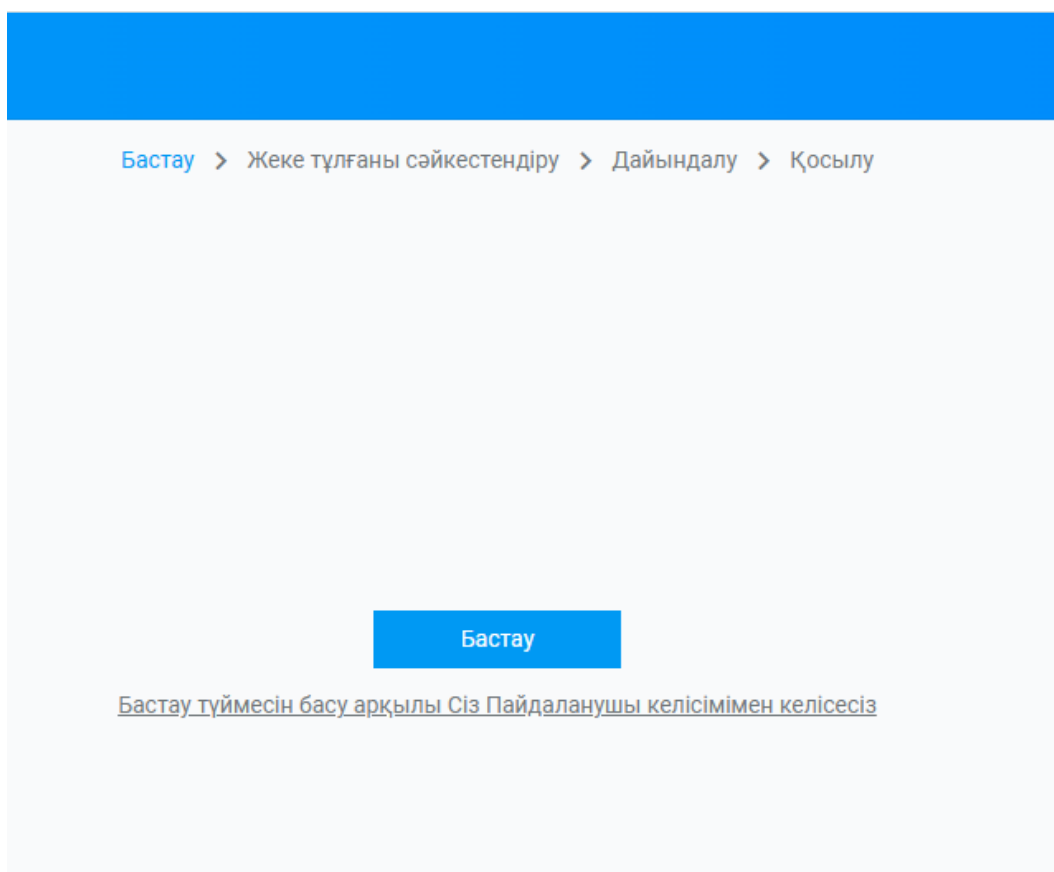 Бастау > Жеке тұлғаны сәйкестендіру > Дайындалу > Қосылу
Бастау
Бастау түймесін басу арқылы Сіз Пайдаланушы келісімімен келісесіз